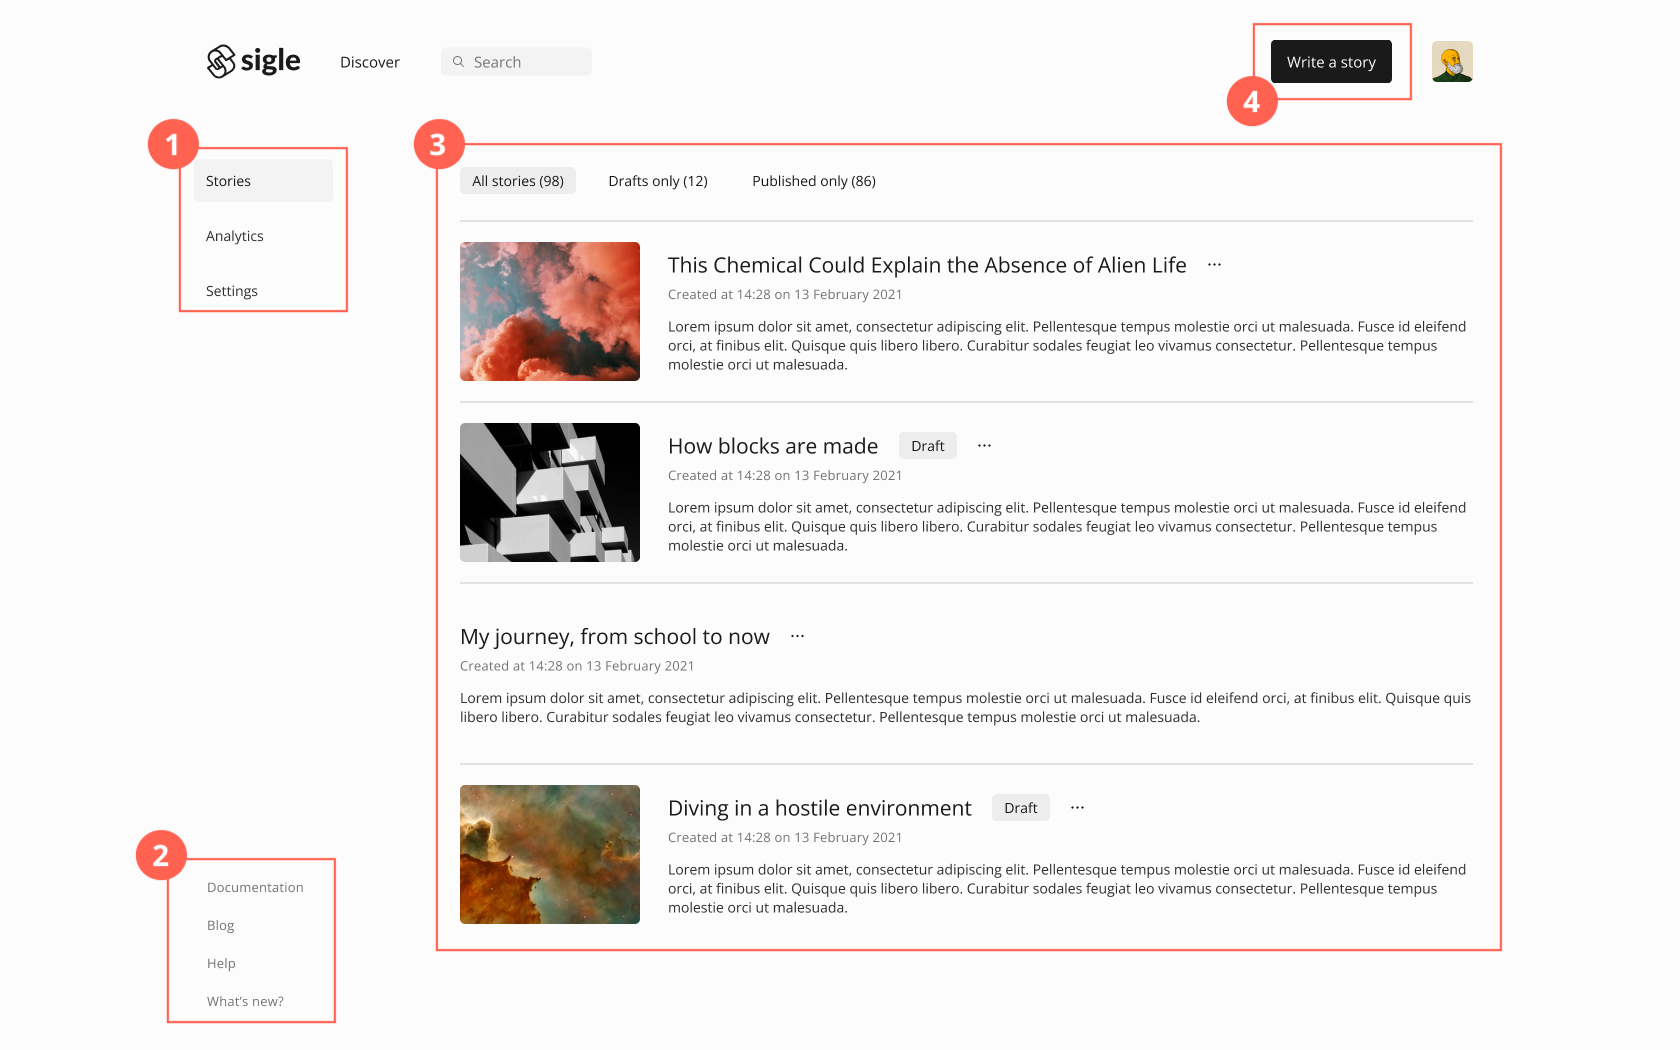 sigle
Discover
Search
Write a story
4
1
Stories
Analytics
Settings
3
All stories (98)
Drafts only (12)
Published only (86)
This Chemical Could Explain the Absence of Alien Life ...
Created at 14:28 on 13 February 2021
Lorem ipsum dolor sit amet, consectetur adipiscing elit. Pellentesque tempus molestie orci ut malesuada. Fusce id eleifend
orci, at finibus elit. Quisque quis libero libero. Curabitur sodales feugiat leo vivamus consectetur. Pellentesque tempus
molestie orci ut malesuada.
How blocks are made Draft ...
Created at 14:28 on 13 February 2021
Lorem ipsum dolor sit amet, consectetur adipiscing elit. Pellentesque tempus molestie orci ut malesuada. Fusce id eleifend
orci, at finibus elit. Quisque quis libero libero. Curabitur sodales feugiat leo vivamus consectetur. Pellentesque tempus
molestie orci ut malesuada.
My journey, from school to now ...
Created at 14:28 on 13 February 2021
Lorem ipsum dolor sit amet, consectetur adipiscing elit. Pellentesque tempus molestie orci ut malesuada. Fusce id eleifend orci, at finibus elit. Quisque quis
libero libero. Curabitur sodales feugiat leo vivamus consectetur. Pellentesque tempus molestie orci ut malesuada.
Diving in a hostile environment Draft ...
Created at 14:28 on 13 February 2021
Lorem ipsum dolor sit amet, consectetur adipiscing elit. Pellentesque tempus molestie orci ut malesuada. Fusce id eleifend
orci, at finibus elit. Quisque quis libero libero. Curabitur sodales feugiat leo vivamus consectetur. Pellentesque tempus
molestie orci ut malesuada.
2
Documentation
Blog
Help
What's new?